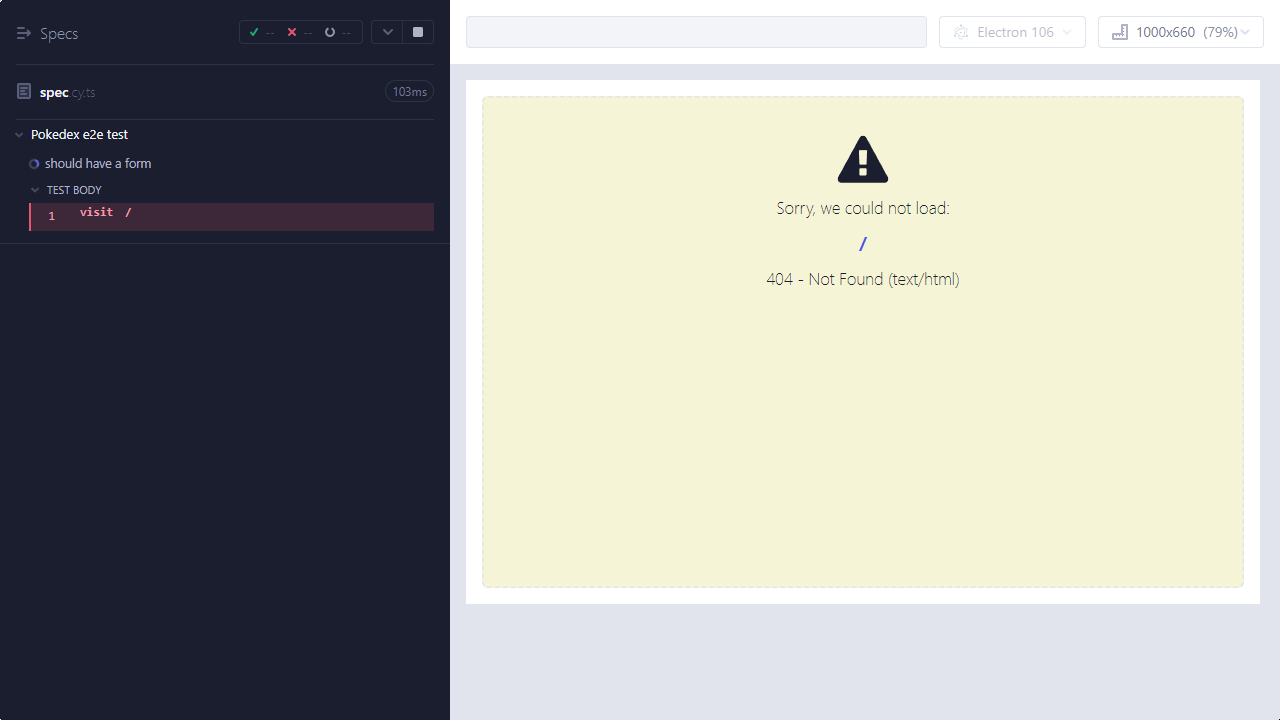 Specs
--
--
--
spec.cy.ts
103ms
Pokedex e2e test
should have a form
TEST BODY
1 visit /
Electron 106
1000x660 (79%)
Sorry, we could not load:
/
404 - Not Found (text/html)